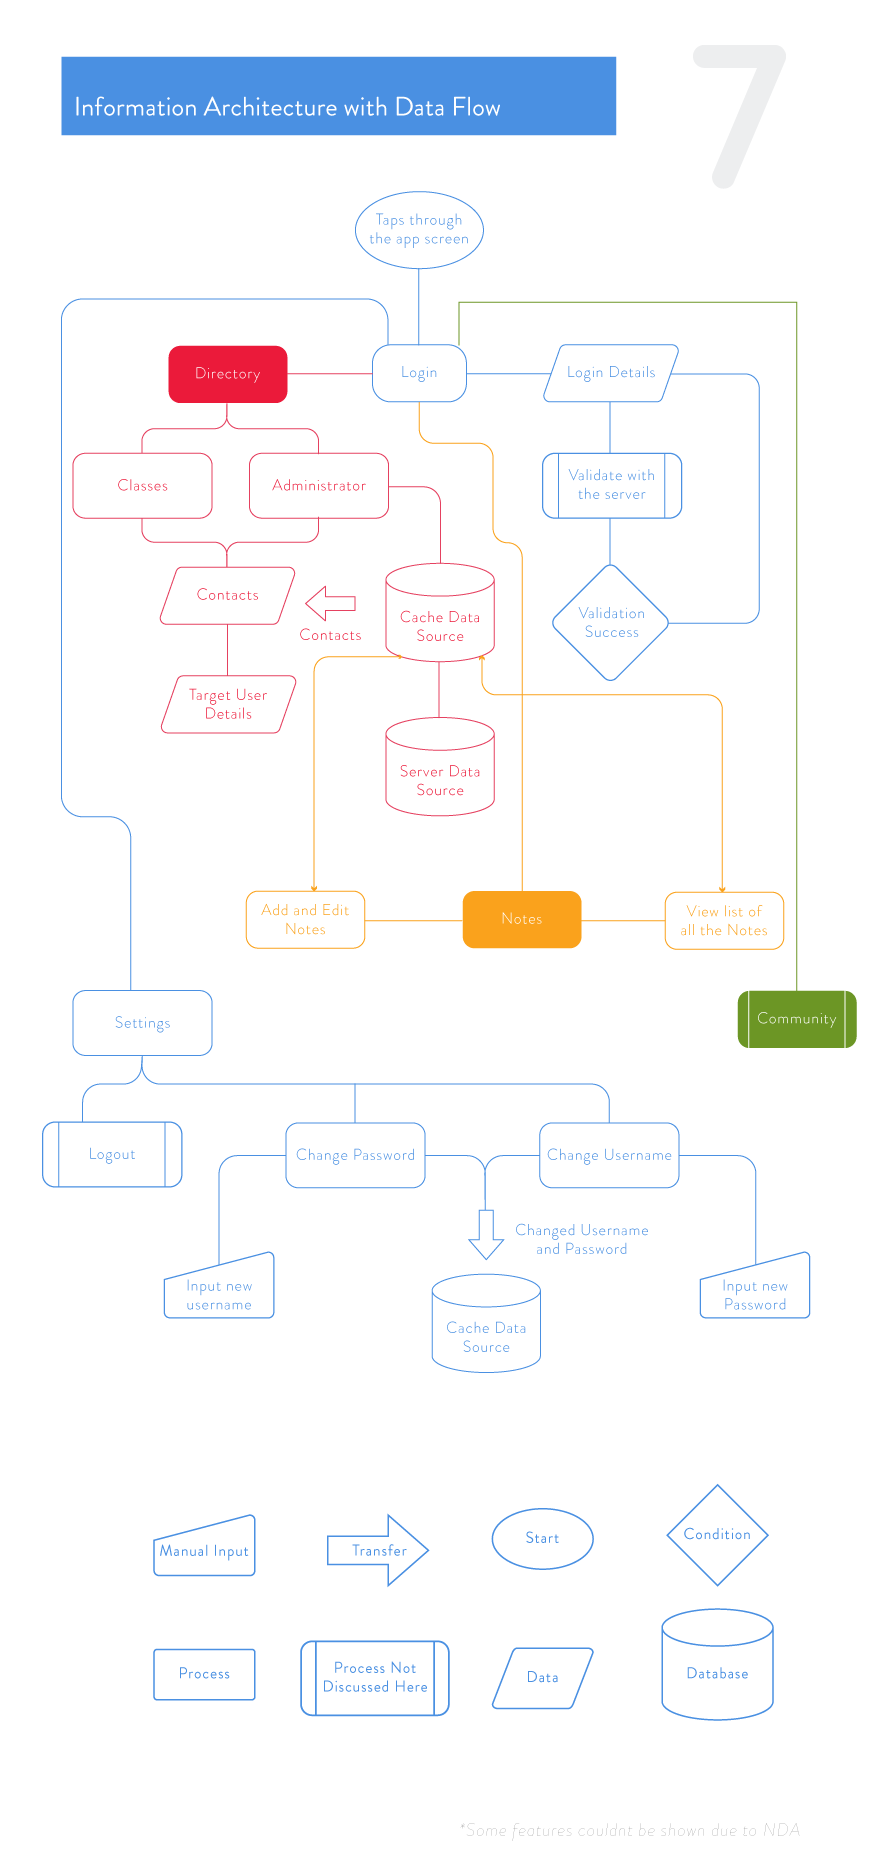 7
Information Architecture with Data Flow
Taps through
the app screen
Directory
Login
Login Details
Classes
Administrator
Validate with
the server
Contacts
Contacts
Cache Data
Source
Validation
Success
Target User
Details
Server Data
Source
Add and Edit
Notes
Notes
View list of
all the Notes
Settings
Community
Logout
Change Password
Change Username
Changed Username
and Password
Input new
username
Input new
Password
Cache Data
Source
Manual Input
Transfer
Start
Condition
Process
Process Not
Discussed Here
Data
Database
*Some features couldnt be shown due to NDA